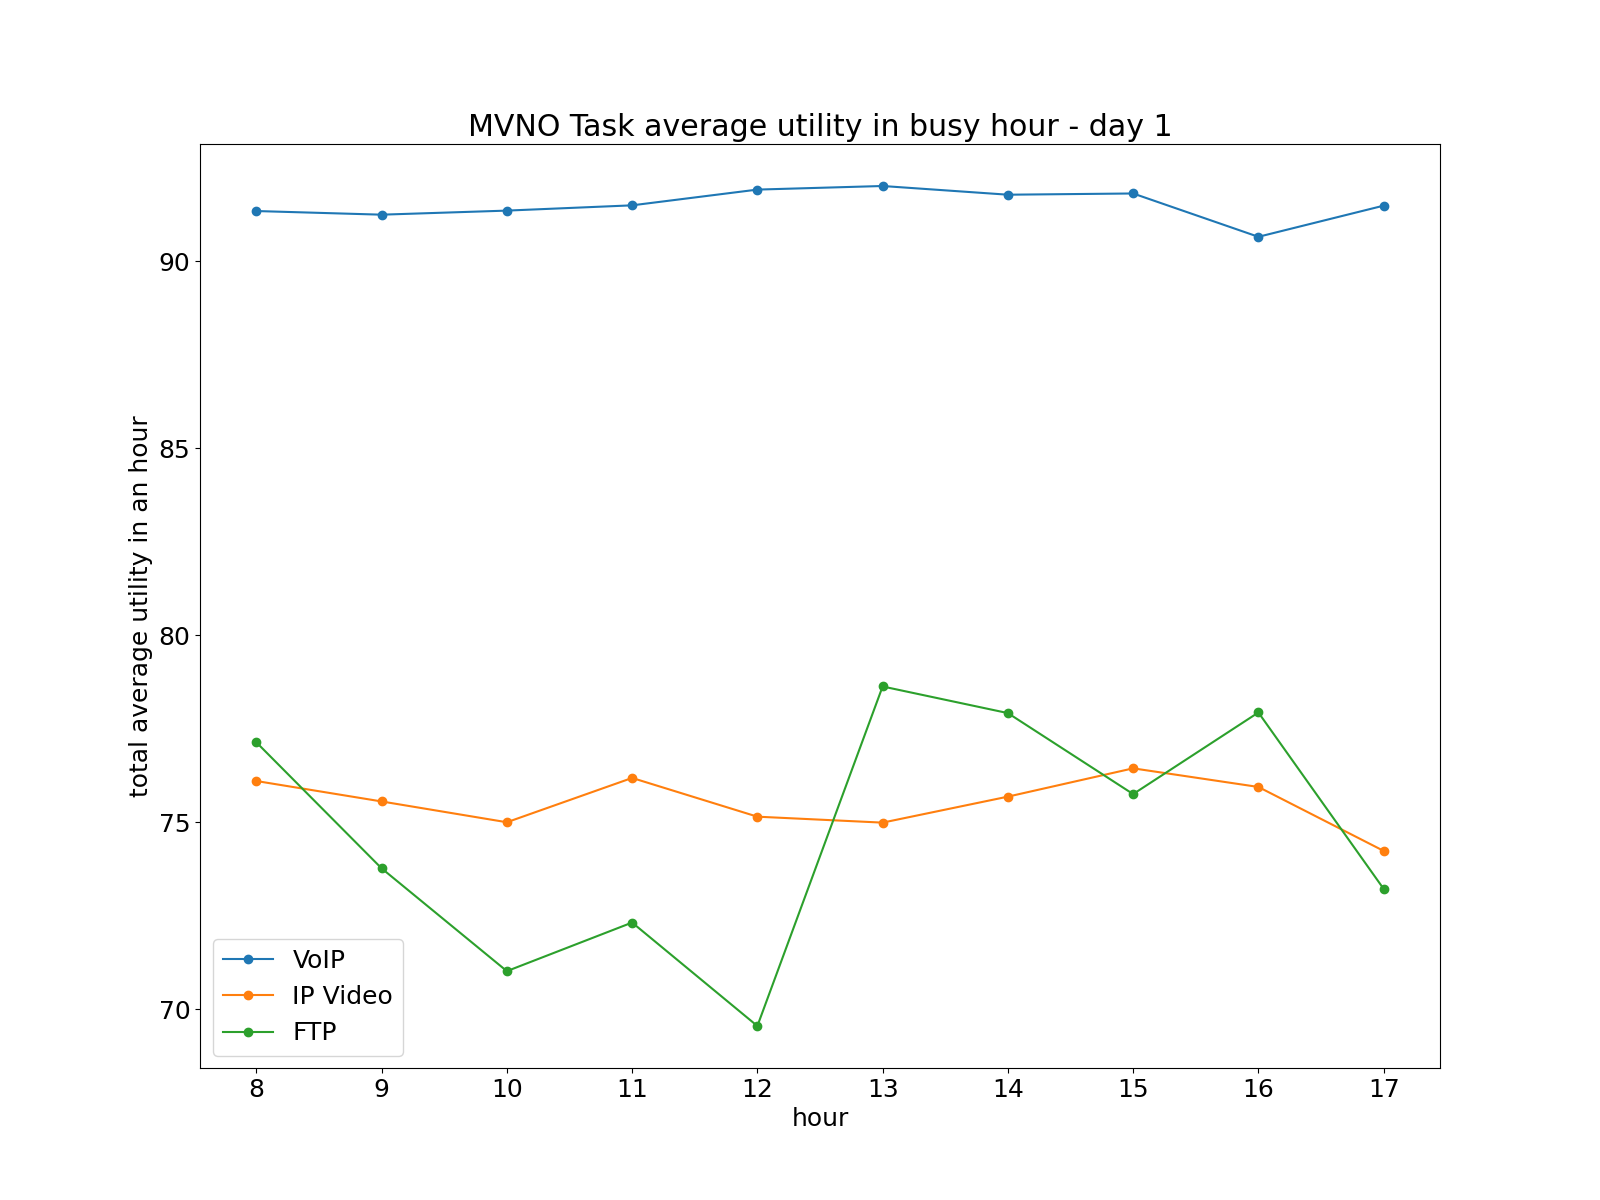 MVNO Task average utility in busy hour - day 1
total average utility in an hour
90
85
80
75
70
VoIP
IP Video
FTP
8 9 10 11 12 13 14 15 16 17
hour